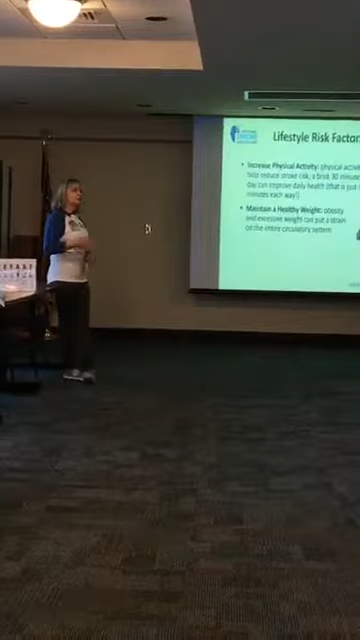 Lifestyle Risk Factor
• Increase Physical Activity: physical activ
help reduce stroke risk; a brisk 30 minute
day can improve daily health (that is just
minutes each way!)
• Maintain a Healthy Weight: obesity
and excessive weight can put a strain
on the entire circulatory system